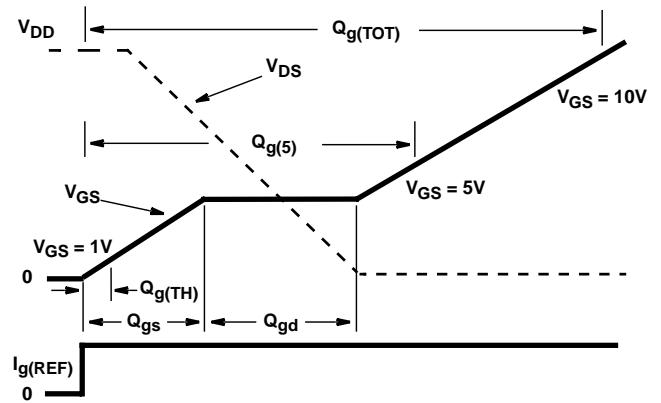 V_DD
Q_g(TOT)
V_DS
V_GS = 10V
Q_g(5)
V_GS = 5V
V_GS
V_GS = 1V
0
Q_g(TH)
Q_gs
Q_gd
I_g(REF)
0